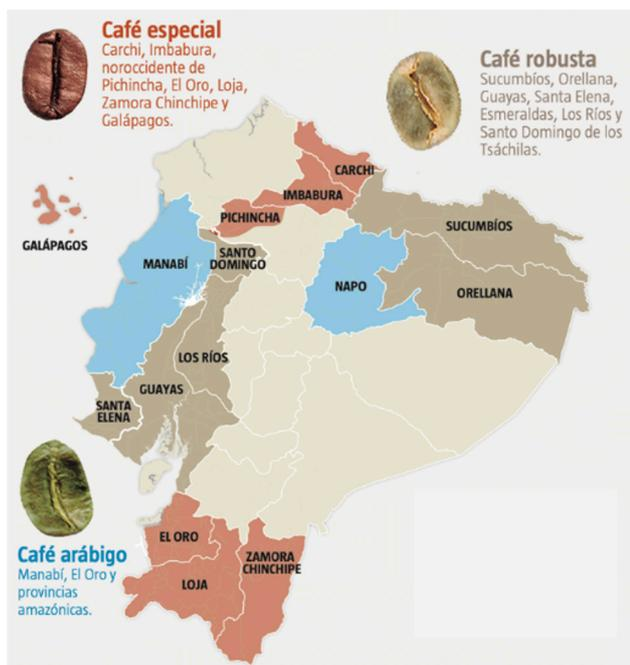 Café especial
Carchi, Imbabura,
noroccidente de
Pichincha, El Oro, Loja,
Zamora Chinchipe y
Galápagos.
Café robusta
Sucumbíos, Orellana,
Guayas, Santa Elena,
Esmeraldas, Los Ríos y
Santo Domingo de los
Tsáchilas.
CARCHI
IMBABURA
PICHINCHA
GALÁPAGOS
SUCUMBÍOS
MANABÍ
SANTO
DOMINGO
NAPO
ORELLANA
LOS RÍOS
GUAYAS
SANTA
ELENA
Café arábigo
Manabí, El Oro y
provincias
amazónicas.
EL ORO
ZAMORA
CHINCHIPE
LOJA